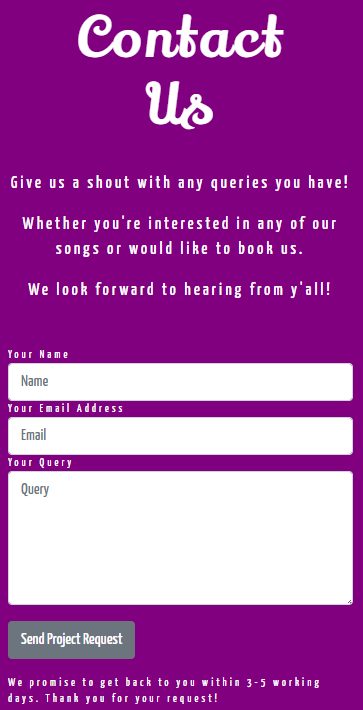 Contact
Us
Give us a shout with any queries you have!
Whether you're interested in any of our
songs or would like to book us.
We look forward to hearing from y'all!
Your Name
Name
Your Email Address
Email
Your Query
Query
Send Project Request
We promise to get back to you within 3-5 working
days. Thank you for your request!